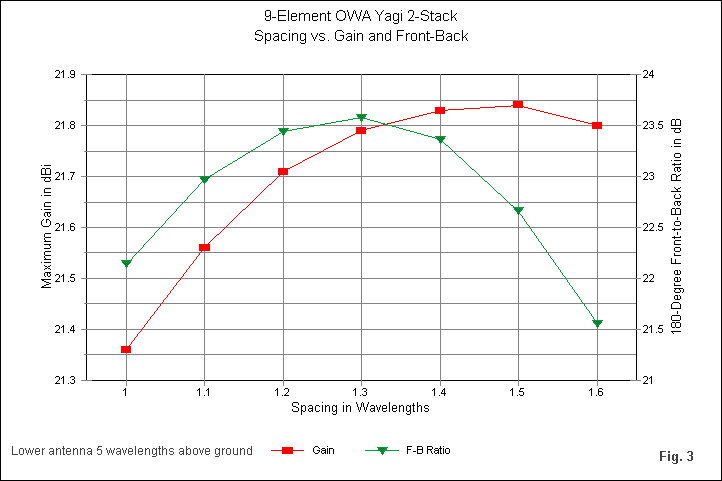 9-Element OWA Yagi 2-Stack
Spacing vs. Gain and Front-Back
21.9
21.8
21.7
21.6
21.5
21.4
21.3
Maximum Gain in dBi
24
23.5
23
22.5
22
21.5
21
180-Degree Front-to-Back Ratio in dB
1 1.1 1.2 1.3 1.4 1.5 1.6
Spacing in Wavelengths
Lower antenna 5 wavelengths above ground Gain F-B Ratio
Fig. 3